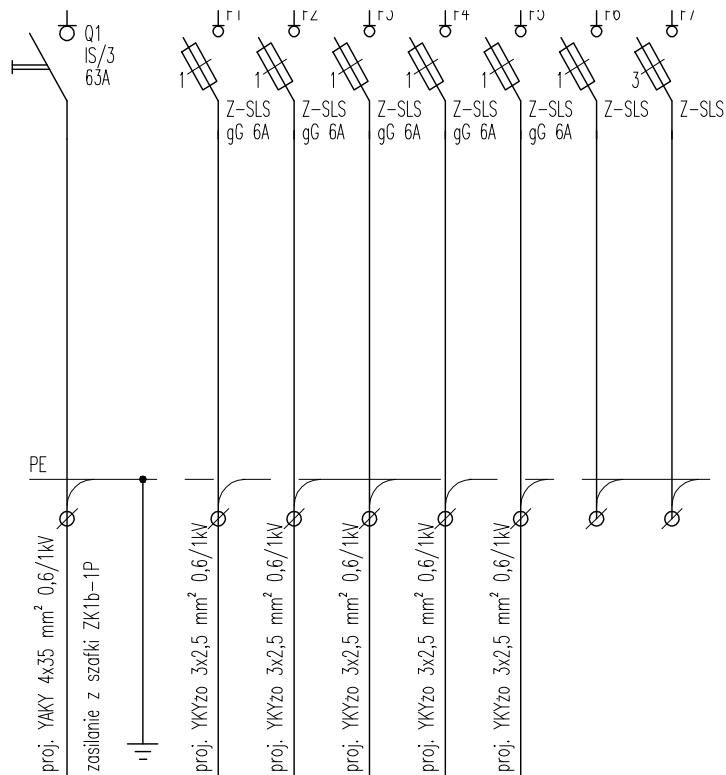 Q1
IS/3
63A
F1
F2
F3
F4
F5
F6
F7
1
1
1
1
1
1
3
Z-SLS
gG 6A
Z-SLS
gG 6A
Z-SLS
gG 6A
Z-SLS
gG 6A
Z-SLS
gG 6A
Z-SLS
Z-SLS
PE
proj. YAKY 4x35 mm² 0,6/1kV
zasilanie z szafki ZK1b-1P
proj. YKYżo 3x2,5 mm² 0,6/1kV
proj. YKYżo 3x2,5 mm² 0,6/1kV
proj. YKYżo 3x2,5 mm² 0,6/1kV
proj. YKYżo 3x2,5 mm² 0,6/1kV
proj. YKYżo 3x2,5 mm² 0,6/1kV